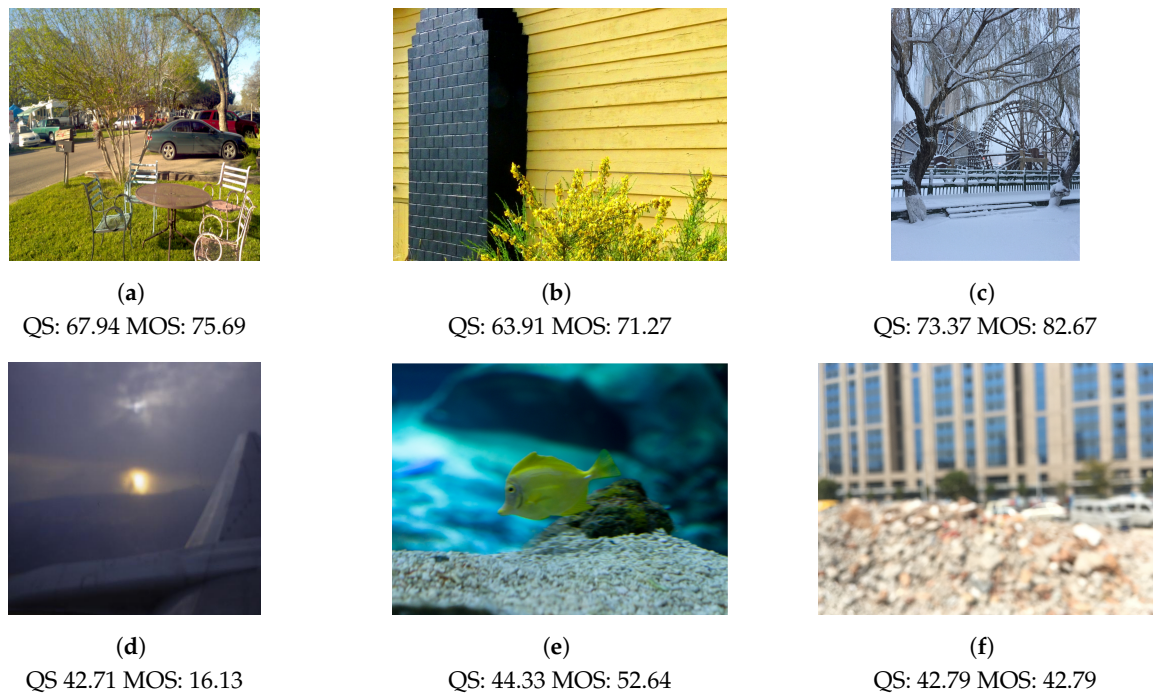 (a)
QS: 67.94 MOS: 75.69
(b)
QS: 63.91 MOS: 71.27
(c)
QS: 73.37 MOS: 82.67
(d)
QS 42.71 MOS: 16.13
(e)
QS: 44.33 MOS: 52.64
(f)
QS: 42.79 MOS: 42.79